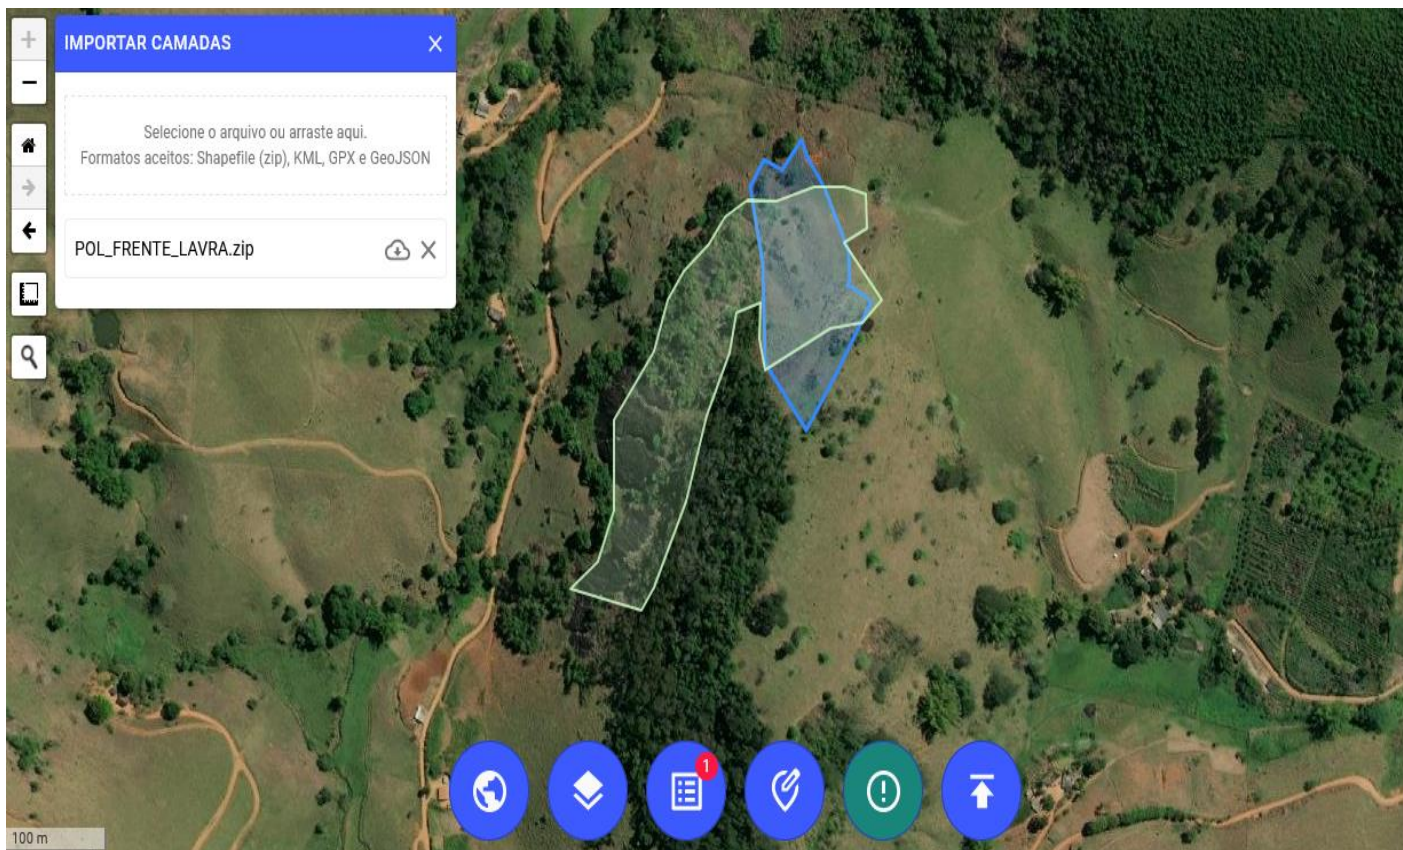 IMPORTAR CAMADAS
Selecione o arquivo ou arraste aqui.
Formatos aceitos: Shapefile (zip), KML, GPX e GeoJSON
POL_FRENTE_LAVRA.zip
1
100 m